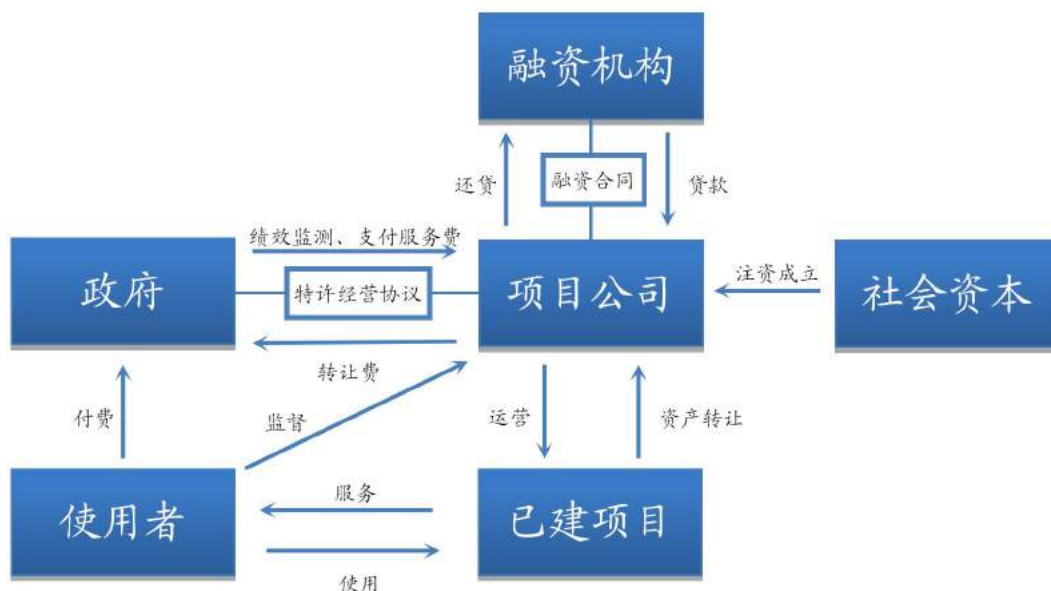 融资机构
还贷
融资合同
贷款
绩效监测、支付服务费
政府
特许经营协议
项目公司
注资成立
社会资本
转让费
付费
监督
运营
资产转让
使用者
服务
已建项目
使用